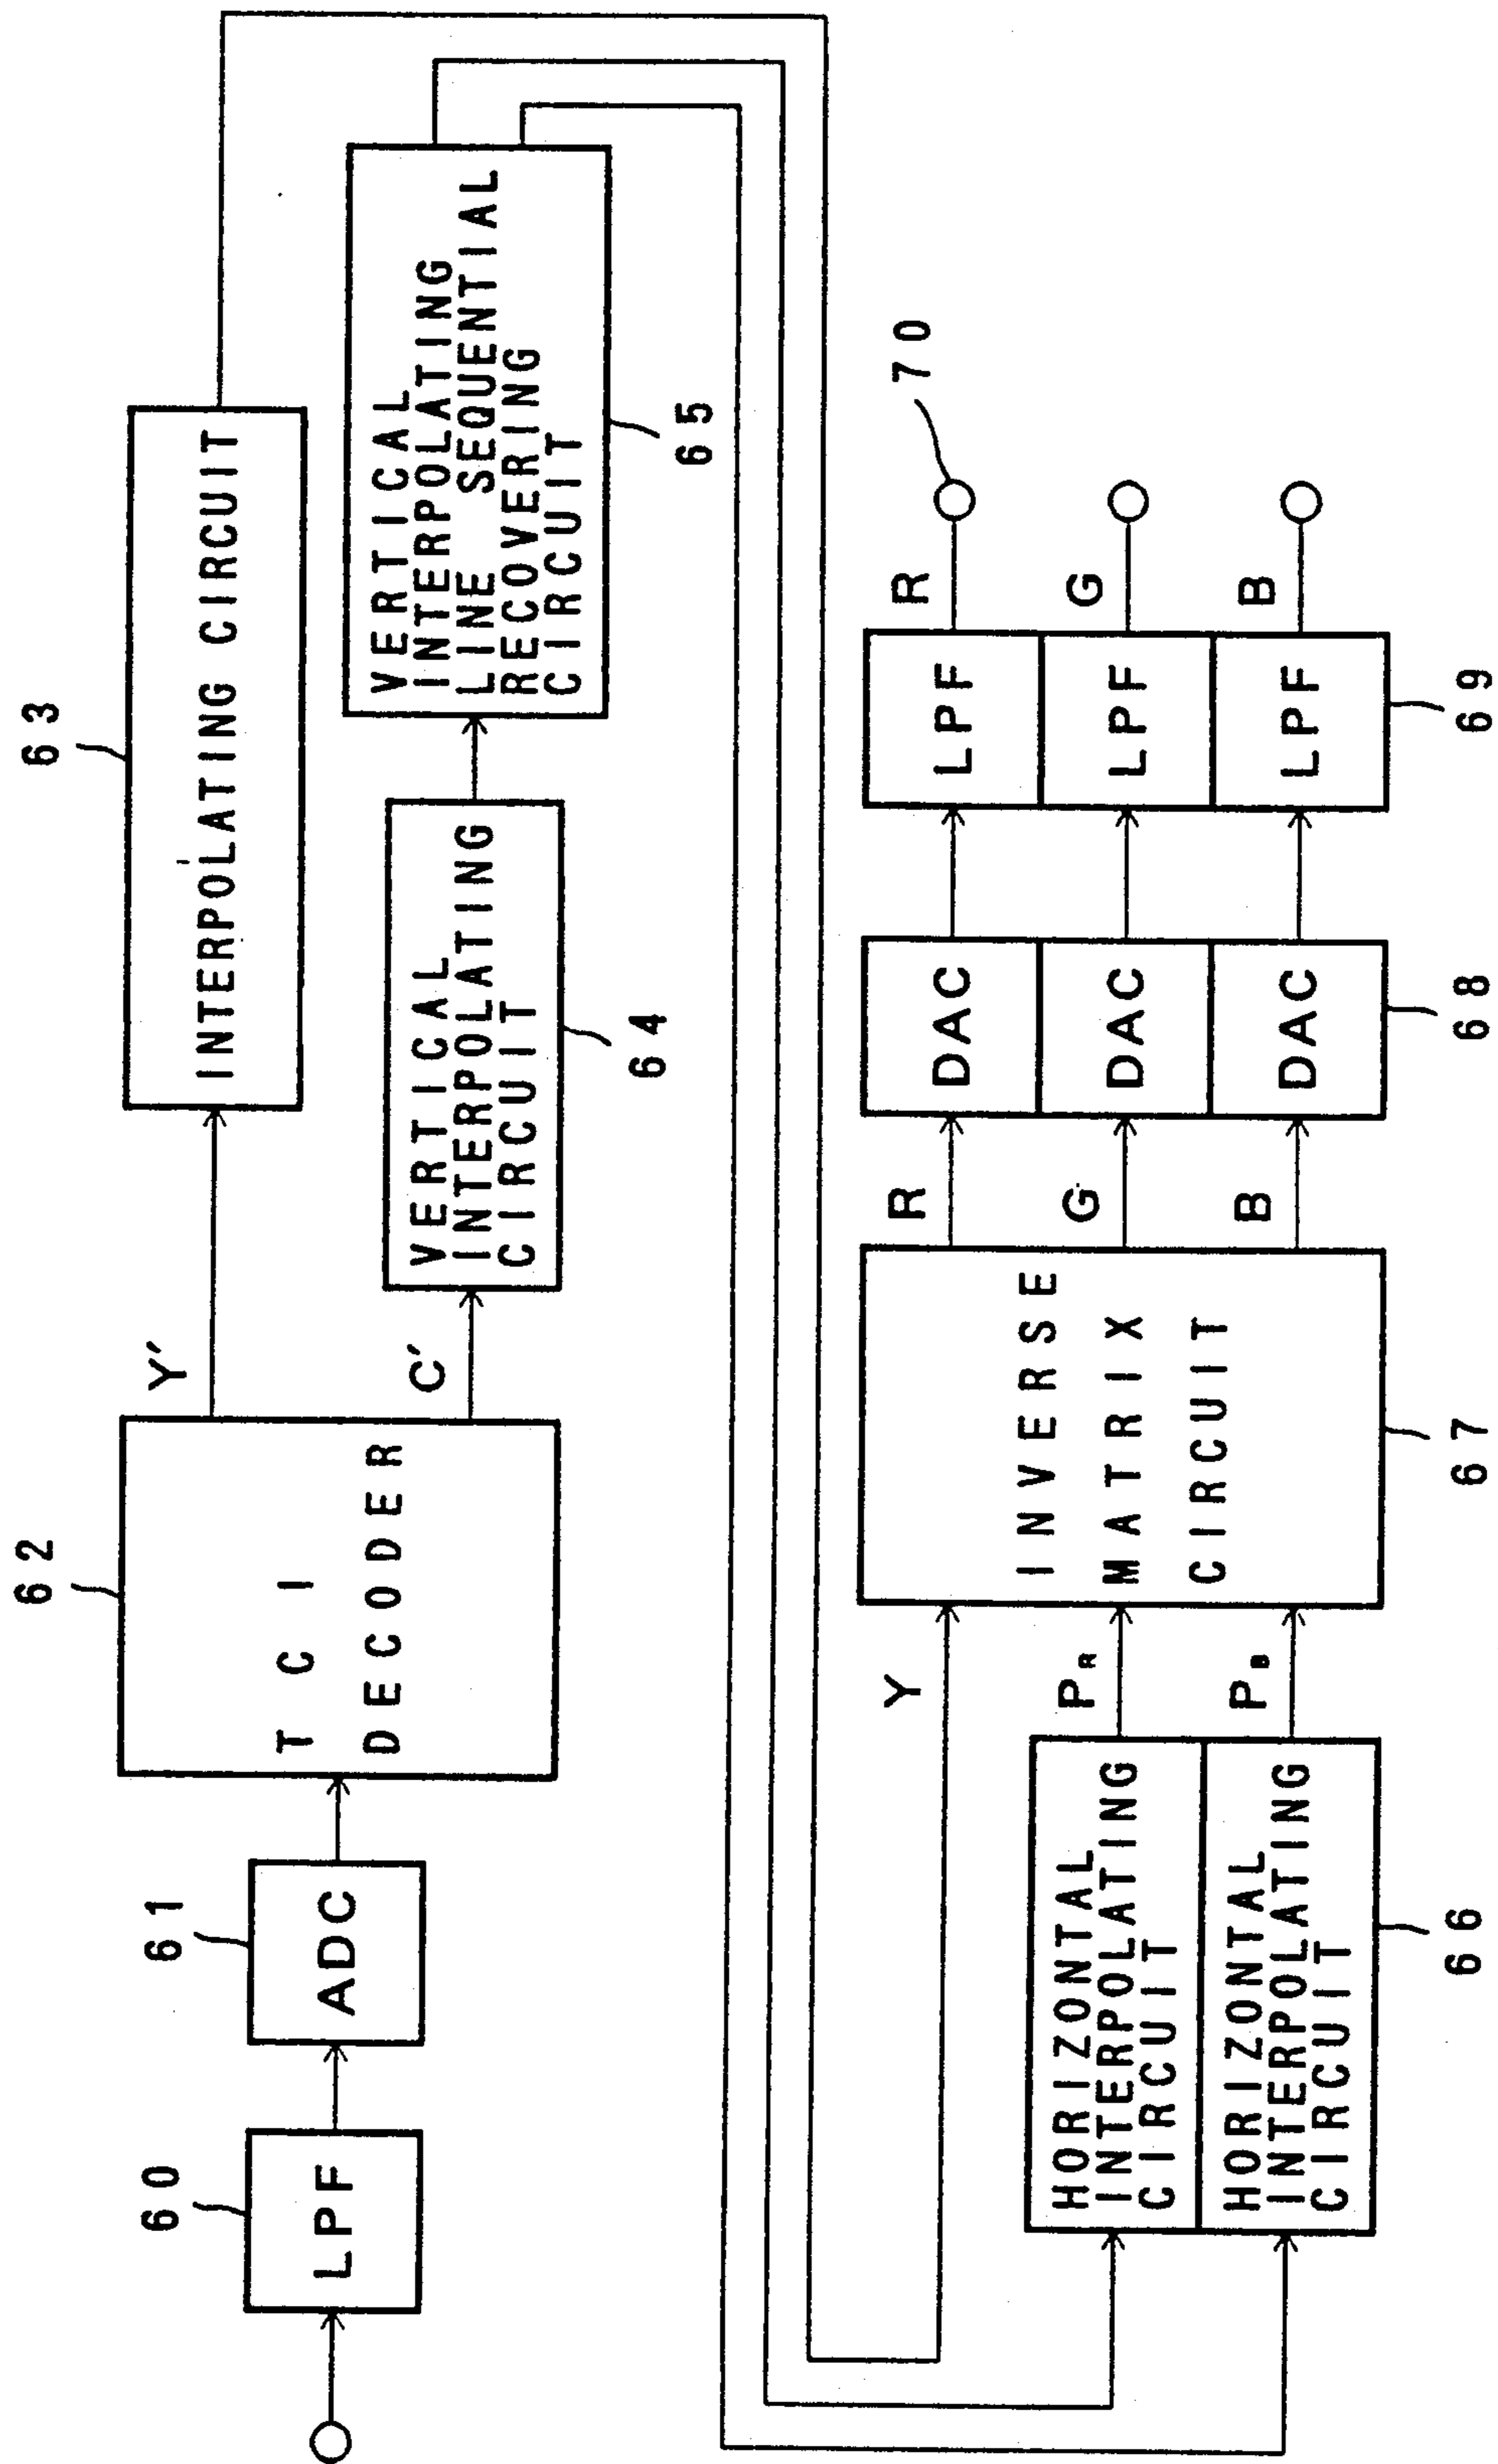 60
LPF
61
ADC
62
TCI
DECODER
Y'
C'
63
INTERPOLATING CIRCUIT
VERTICAL
INTERPOLATING
CIRCUIT
64
VERTICAL
INTERPOLATING
LINE SEQUENTIAL
RECOVERING
CIRCUIT
65
Y
HORIZONTAL
INTERPOLATING
CIRCUIT
HORIZONTAL
INTERPOLATING
CIRCUIT
66
PR
PB
INVERSE
MATRIX
CIRCUIT
67
R
G
B
DAC
DAC
DAC
68
LPF
LPF
LPF
69
R
G
B
70